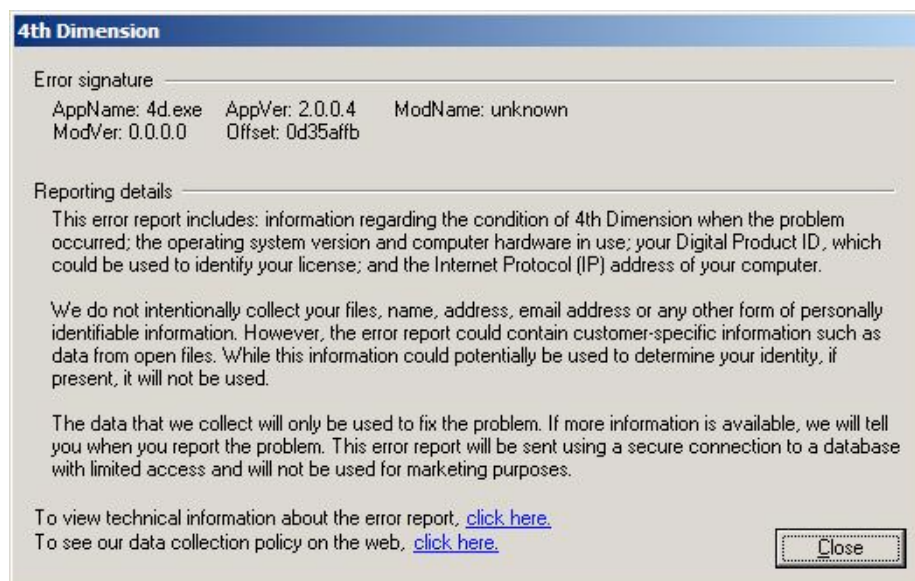 4th Dimension
Error signature
AppName: 4d.exe AppVer: 2.0.0.4 ModName: unknown
ModVer: 0.0.0.0 Offset: 0d35affb
Reporting details
This error report includes: information regarding the condition of 4th Dimension when the problem
occurred; the operating system version and computer hardware in use; your Digital Product ID, which
could be used to identify your license; and the Internet Protocol (IP) address of your computer.
We do not intentionally collect your files, name, address, email address or any other form of personally
identifiable information. However, the error report could contain customer-specific information such as
data from open files. While this information could potentially be used to determine your identity, if
present, it will not be used.
The data that we collect will only be used to fix the problem. If more information is available, we will tell
you when you report the problem. This error report will be sent using a secure connection to a database
with limited access and will not be used for marketing purposes.
To view technical information about the error report, click here.
To see our data collection policy on the web, click here.
Close